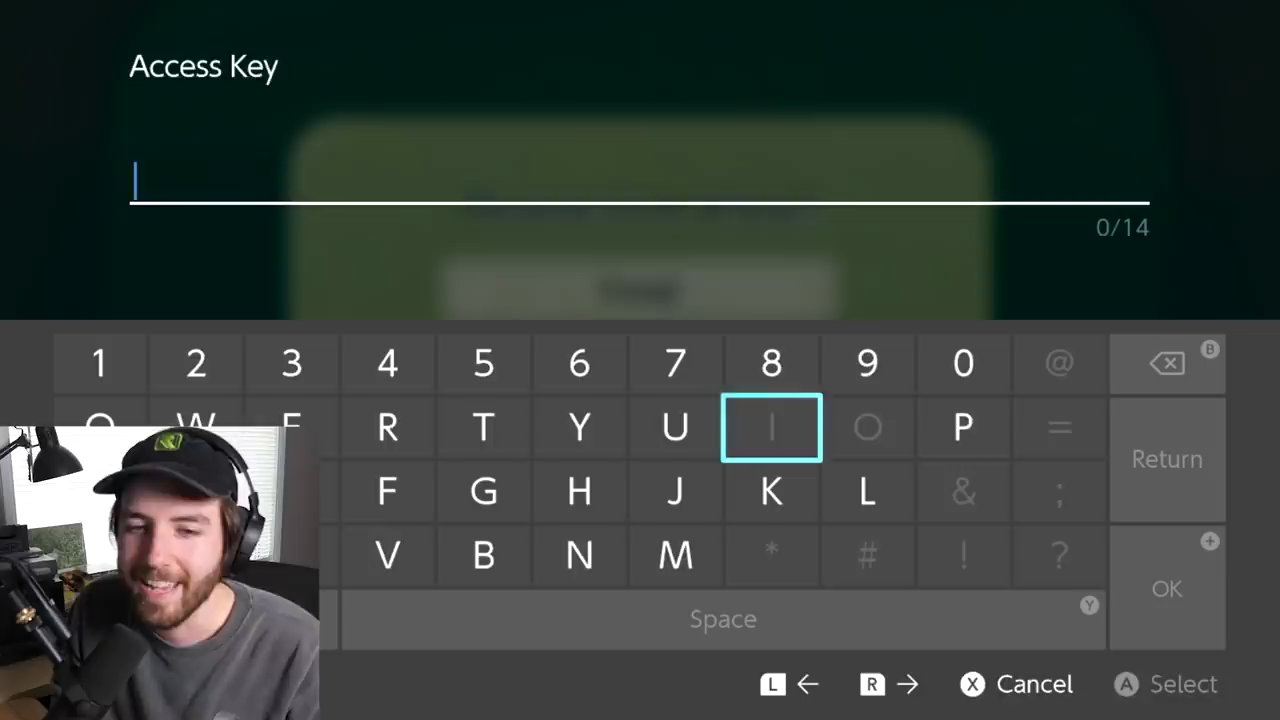 Access Key
0/14
1 2 3 4 5 6 7 8 9 0 @ B
Q W E R T Y U I O P =
Return
F G H J K L & ;
V B N M * # ! ? +
OK
Space Y
L ← R → X Cancel A Select